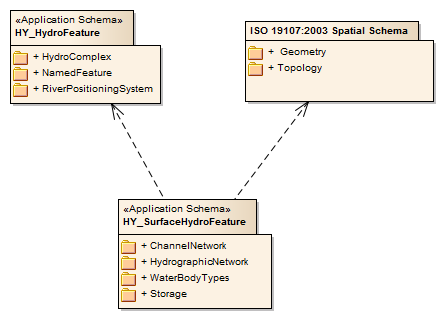 «Application Schema»
HY_HydroFeature
+ HydroComplex
+ NamedFeature
+ RiverPositioningSystem
ISO 19107:2003 Spatial Schema
+ Geometry
+ Topology
«Application Schema»
HY_SurfaceHydroFeature
+ ChannelNetwork
+ HydrographicNetwork
+ WaterBodyTypes
+ Storage